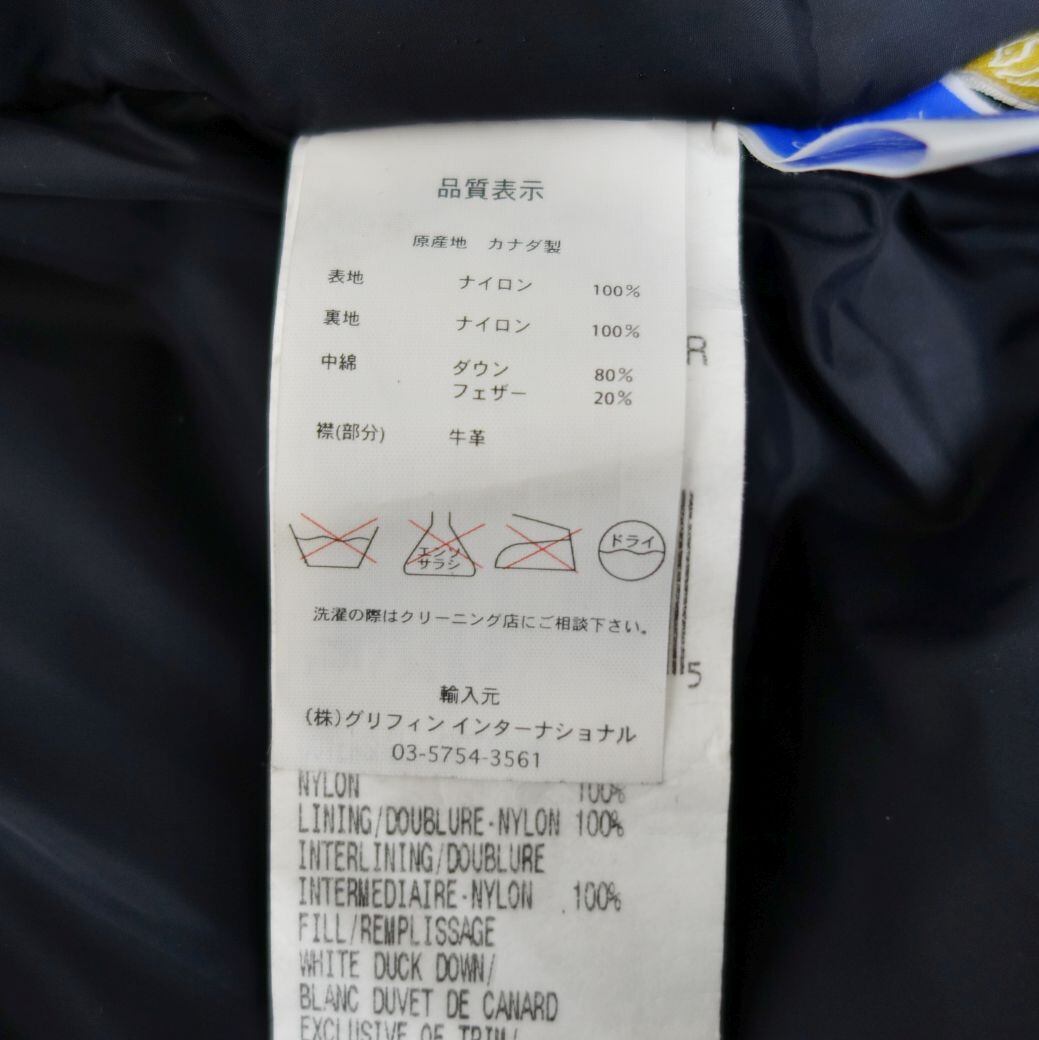 品質表示
原産地 カナダ製
表地 ナイロン 100%
裏地 ナイロン 100%
中綿 ダウン 80%
フェザー 20%
襟(部分) 牛革
エンソサラシ
ドライ
洗濯の際はクリーニング店にご相談下さい。
輸入元
(株)グリフィン インターナショナル
03-5754-3561
R
5
NYLON 100%
LINING/DOUBLURE-NYLON 100%
INTERLINING/DOUBLURE
INTERMEDIAIRE-NYLON 100%
FILL/REMPLISSAGE
WHITE DUCK DOWN/
BLANC DUVET DE CANARD
EXCLUSIVE OF TRIM/